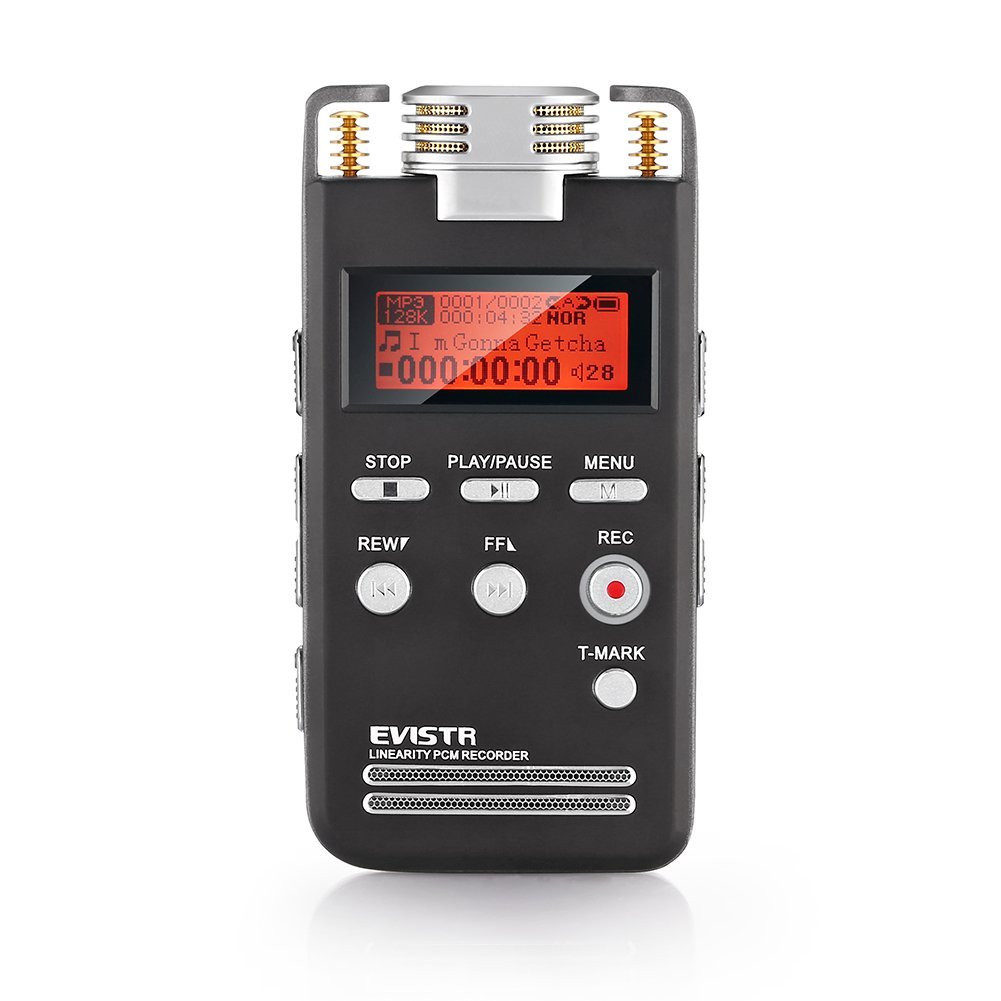 MP3 0001/0002 A
128K 000:04:32 NOR
I m Gonna Getcha
000:00:00 28
STOP PLAY/PAUSE MENU
M
REW FF REC
T-MARK
EVISTR
LINEARITY PCM RECORDER